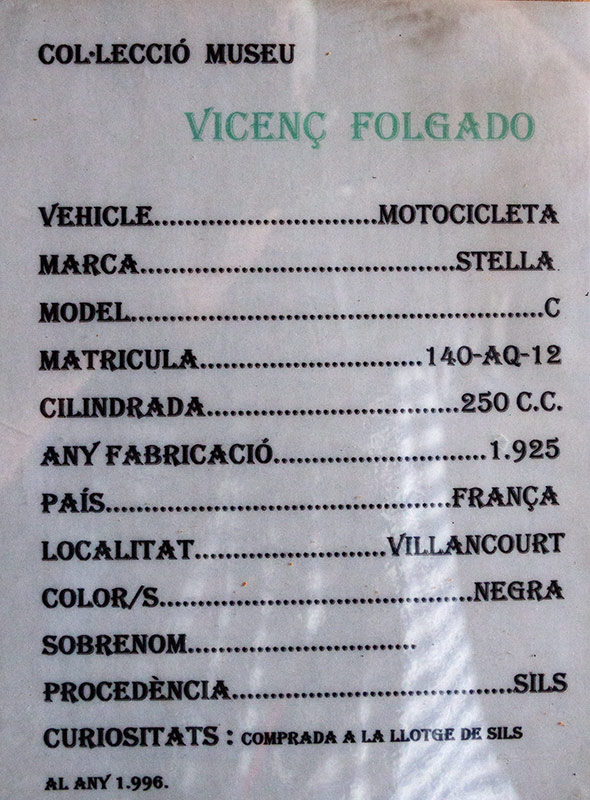 COL·LECCIÓ MUSEU
VICENÇ FOLGADO
VEHICLE..............................MOTOCICLETA
MARCA..........................................STELLA
MODEL.......................................................C
MATRICULA..............................140-AQ-12
CILINDRADA..................................250 C.C.
ANY FABRICACIÓ............................1.925
PAÍS..............................................FRANÇA
LOCALITAT.........................VILLANCOURT
COLOR/S.........................................NEGRA
SOBRENOM..............................
PROCEDÈNCIA.....................................SILS
CURIOSITATS : COMPRADA A LA LLOTGE DE SILS
AL ANY 1.996.